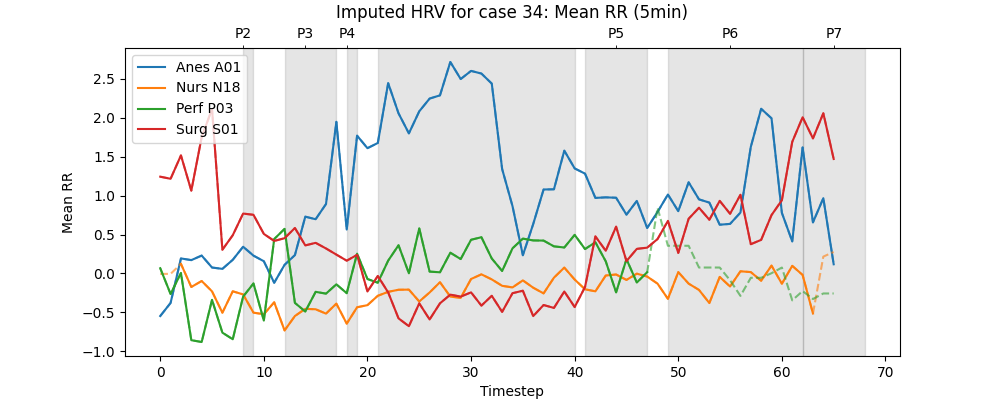 Imputed HRV for case 34: Mean RR (5min)
P2 P3 P4 P5 P6 P7
Anes A01
Nurs N18
Perf P03
Surg S01
Mean RR
2.5
2.0
1.5
1.0
0.5
0.0
−0.5
−1.0
0 10 20 30 40 50 60 70
Timestep